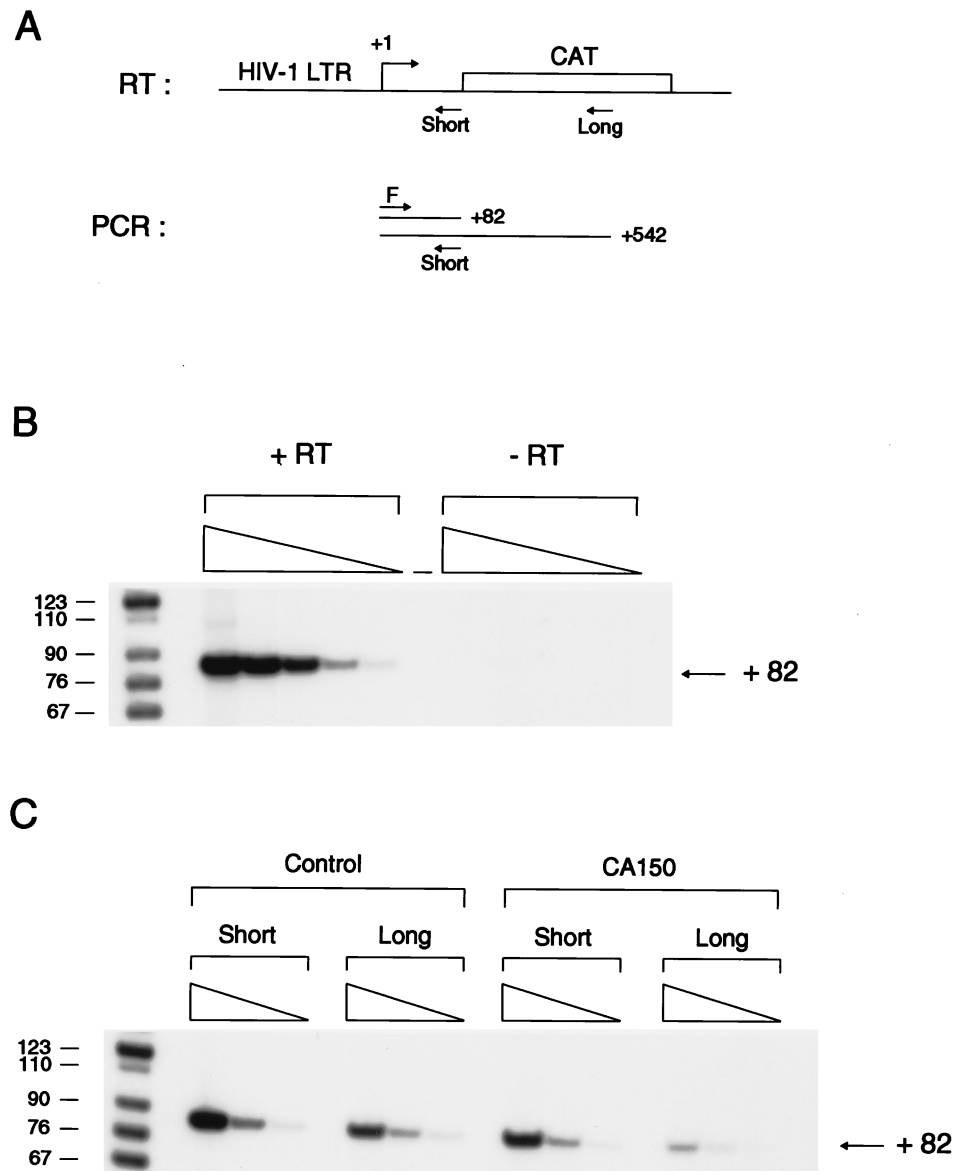 A
RT :
HIV-1 LTR
+1
CAT
Short
Long
PCR :
F
+82
+542
Short
B
+ RT
- RT
123
110
90
76
67
+ 82
C
Control
CA150
Short
Long
Short
Long
123
110
90
76
67
+ 82